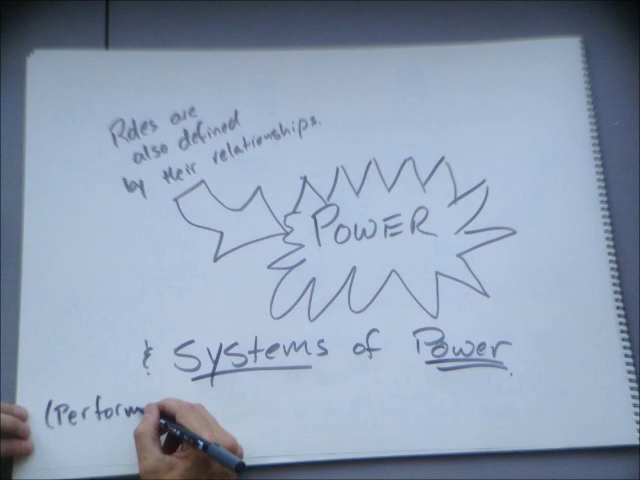 Roles are
also defined
by their relationships.
POWER
& Systems of Power.
(Perform